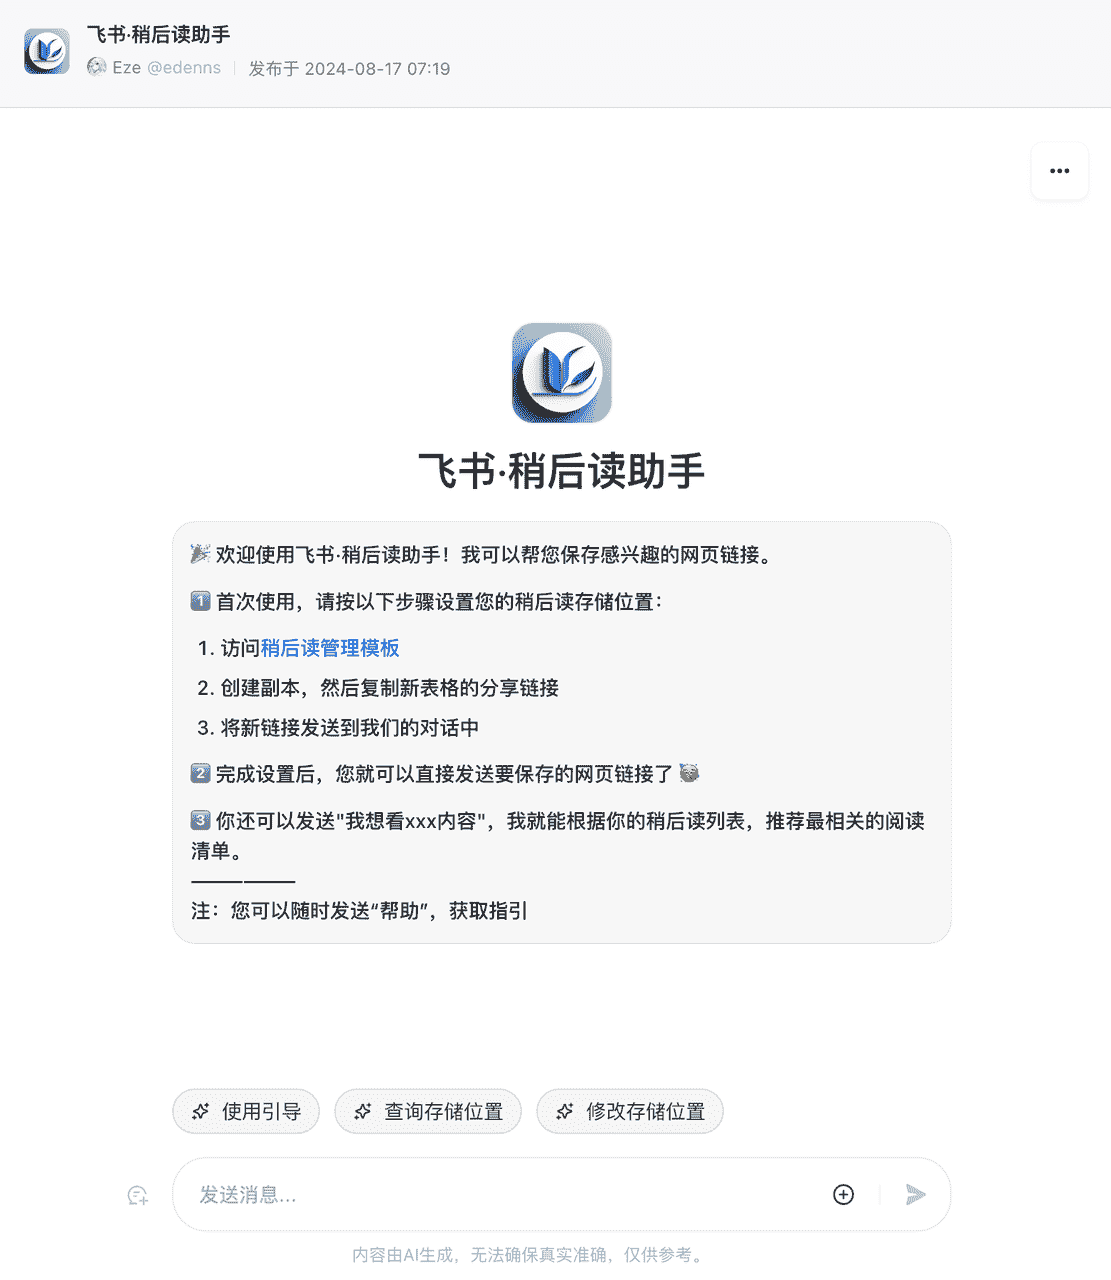 飞书·稍后读助手
Eze @edenns 发布于 2024-08-17 07:19
飞书·稍后读助手
🎉 欢迎使用飞书·稍后读助手！我可以帮您保存感兴趣的网页链接。
1️⃣ 首次使用，请按以下步骤设置您的稍后读存储位置：
1. 访问稍后读管理模板
2. 创建副本，然后复制新表格的分享链接
3. 将新链接发送到我们的对话中
2️⃣ 完成设置后，您就可以直接发送要保存的网页链接了
3️⃣ 你还可以发送"我想看xxx内容"，我就能根据你的稍后读列表，推荐最相关的阅读
清单。
——————
注：您可以随时发送“帮助”，获取指引
使用引导
查询存储位置
修改存储位置
发送消息...
内容由AI生成，无法确保真实准确，仅供参考。